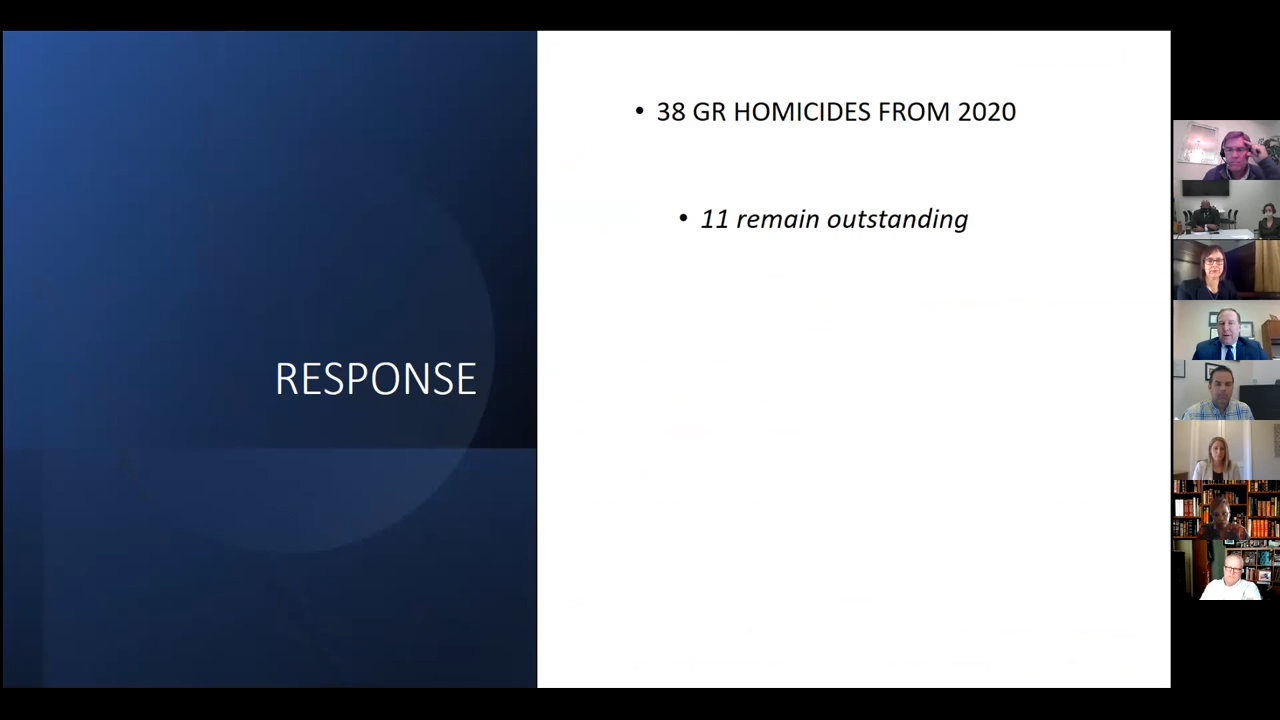 RESPONSE
• 38 GR HOMICIDES FROM 2020
• 11 remain outstanding